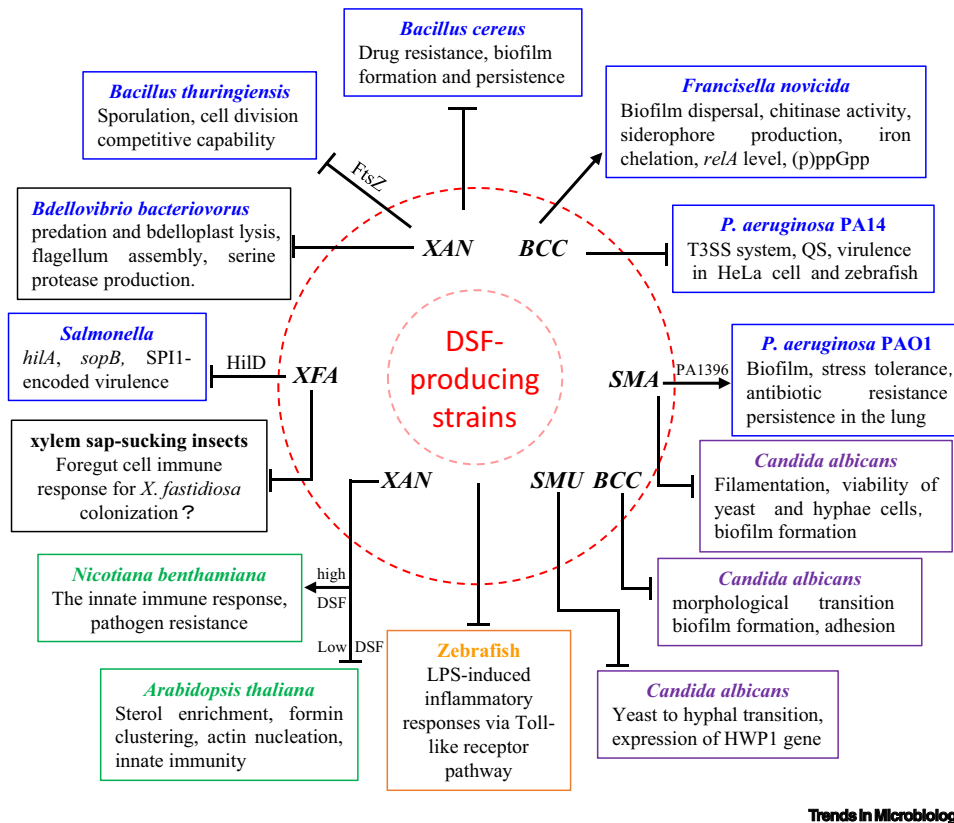 Bacillus cereus
Drug resistance, biofilm
formation and persistence
Bacillus thuringiensis
Sporulation, cell division
competitive capability
Francisella novicida
Biofilm dispersal, chitinase activity,
siderophore production, iron
chelation, relA level, (p)ppGpp
FtsZ
Bdellovibrio bacteriovorus
predation and bdelloplast lysis,
flagellum assembly, serine
protease production.
XAN
BCC
P. aeruginosa PA14
T3SS system, QS, virulence
in HeLa cell and zebrafish
Salmonella
hilA, sopB, SPI1-
encoded virulence
HilD
XFA
DSF-
producing
strains
SMA
PA1396
P. aeruginosa PAO1
Biofilm, stress tolerance,
antibiotic resistance
persistence in the lung
xylem sap-sucking insects
Foregut cell immune
response for X. fastidiosa
colonization ?
XAN
SMU BCC
Candida albicans
Filamentation, viability of
yeast and hyphae cells,
biofilm formation
Nicotiana benthamiana
The innate immune response,
pathogen resistance
high
DSF
Low DSF
Candida albicans
morphological transition
biofilm formation, adhesion
Arabidopsis thaliana
Sterol enrichment, formin
clustering, actin nucleation,
innate immunity
Zebrafish
LPS-induced
inflammatory
responses via Toll-
like receptor
pathway
Candida albicans
Yeast to hyphal transition,
expression of HWP1 gene
Trends in Microbiolog